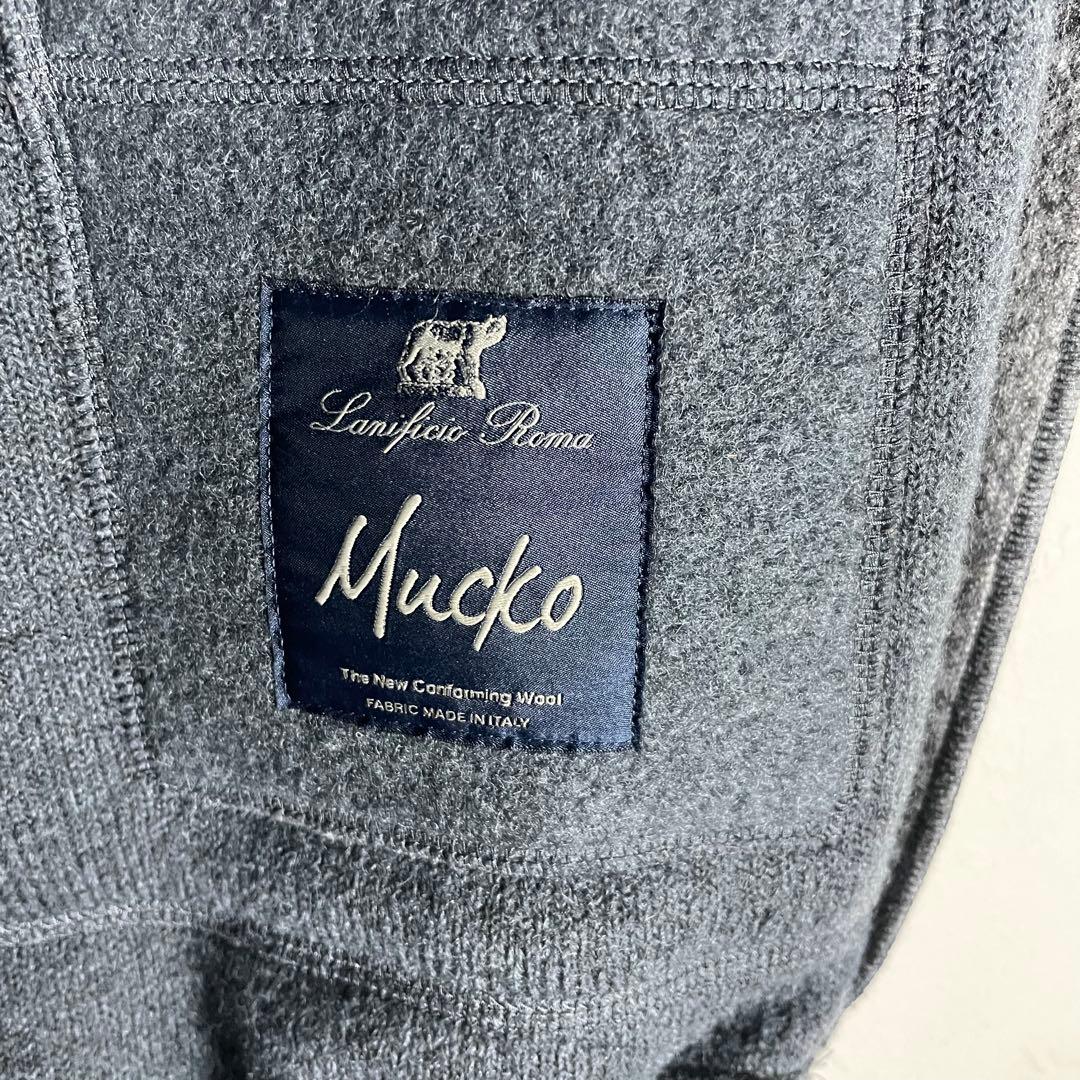 Lanificio Roma
Mucko
The New Conforming Wool
FABRIC MADE IN ITALY